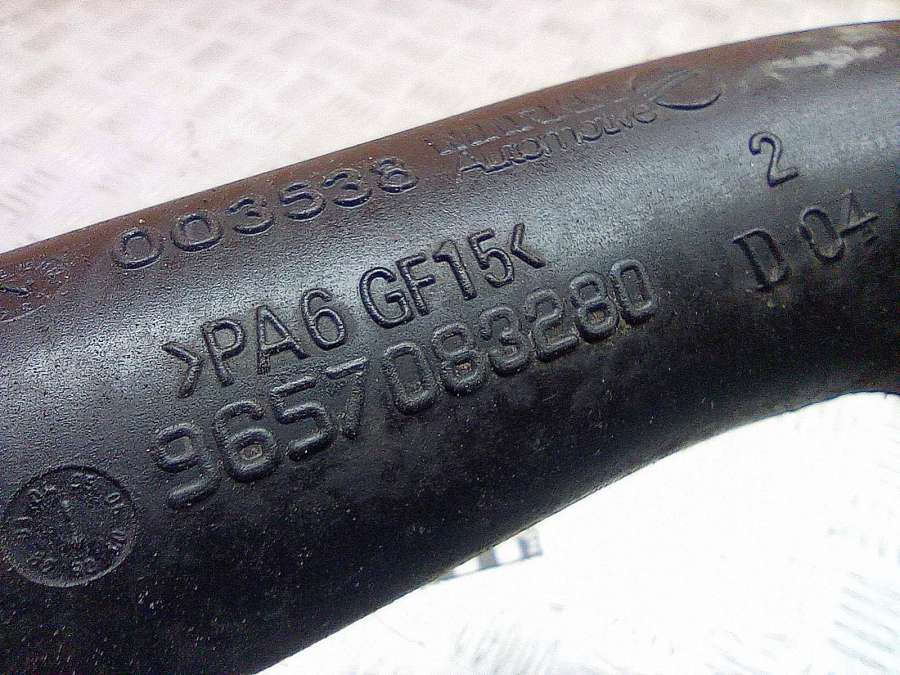 Automotive
003538
2
>PA6 GF15<
D 04
9657083280